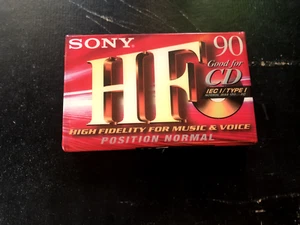 SONY
HF
90
Good for
CD
IEC I / TYPE I
HIGH FIDELITY FOR MUSIC & VOICE
POSITION NORMAL